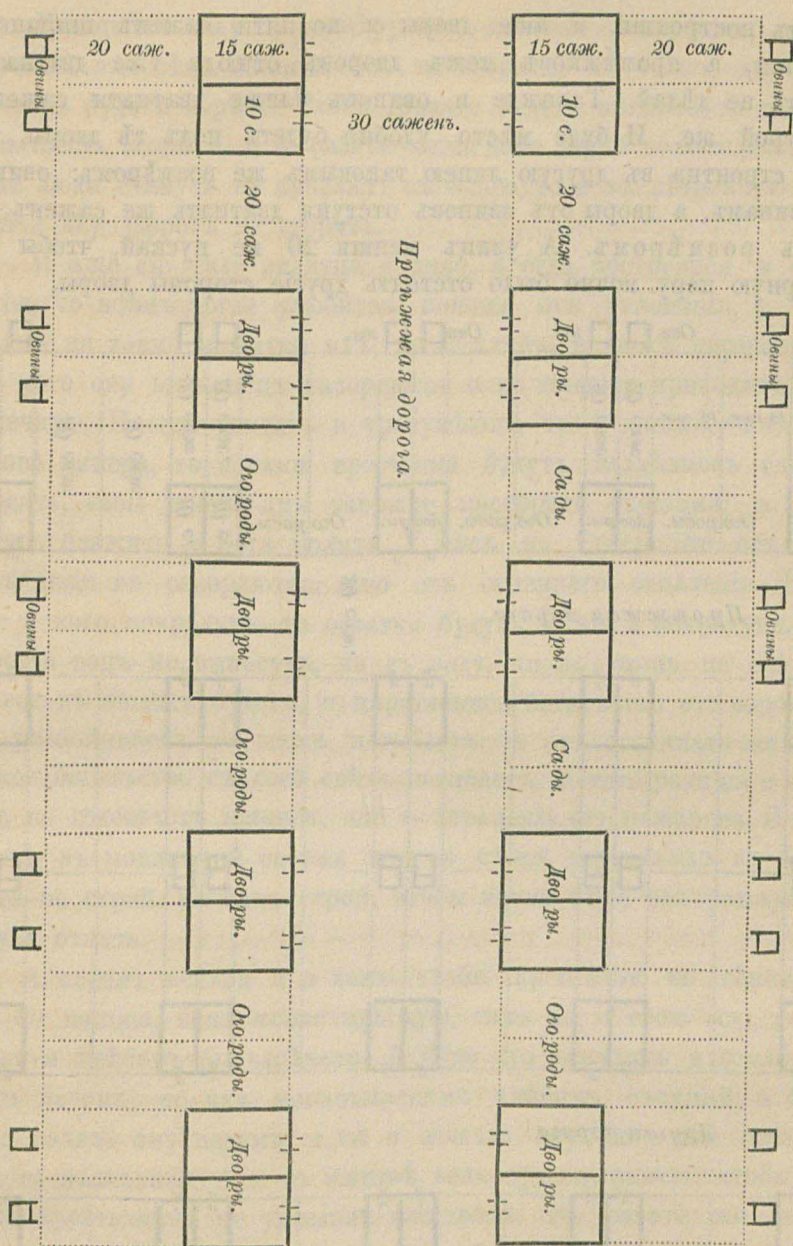 20 саж.
15 саж.
15 саж.
20 саж.
Овины
10 с.
30 саженъ.
10 с.
Овины
20 саж.
20 саж.
Проѣзжая дорога.
Овины
Дворы.
Дворы.
Овины
Огороды.
Сады.
Овины
Дворы.
Дворы.
Овины
Огороды.
Сады.
Дворы.
Дворы.
Огороды.
Огороды.
Дворы.
Дворы.